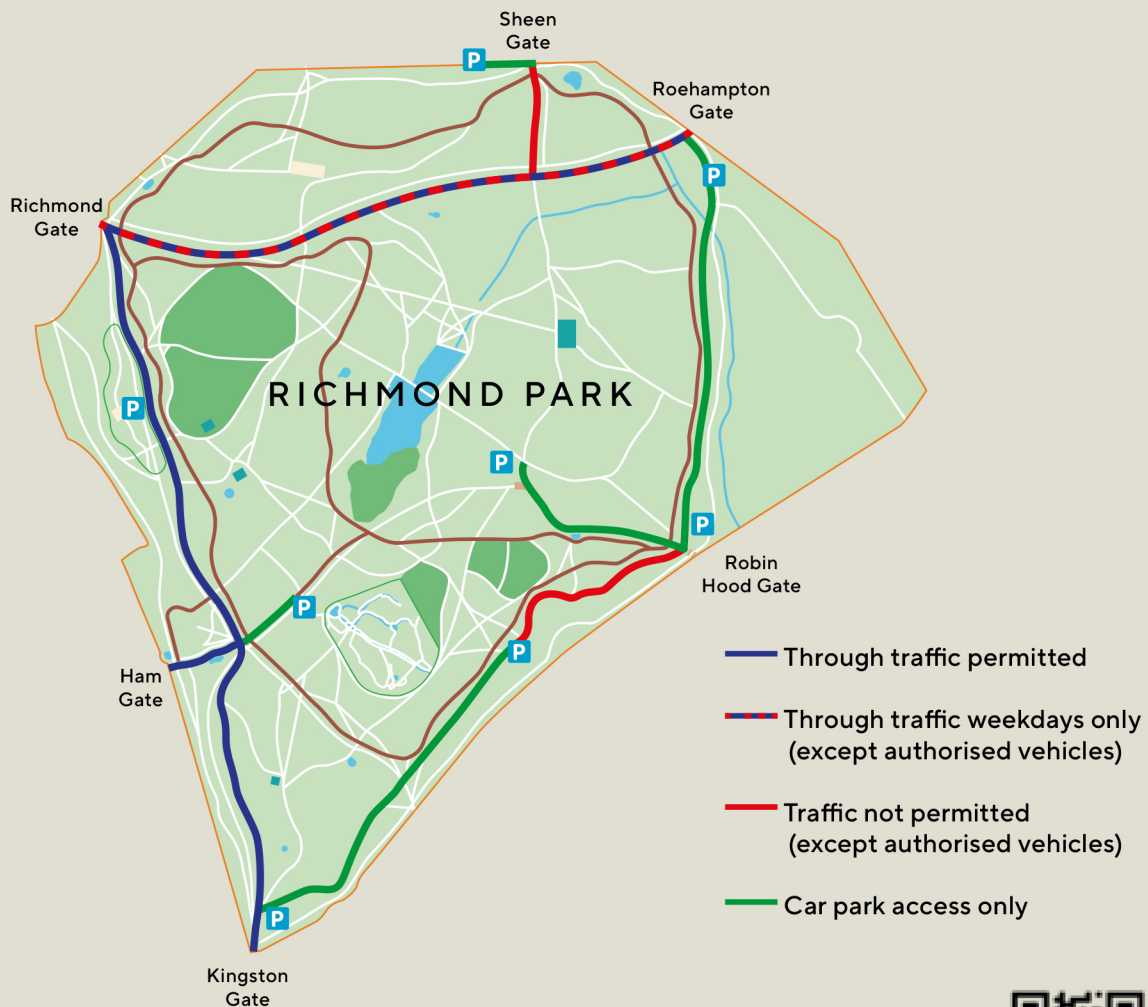 Sheen
Gate
P
Roehampton
Gate
P
Richmond
Gate
RICHMOND PARK
P
P
P
Robin
Hood Gate
P
P
Ham
Gate
P
Kingston
Gate
Through traffic permitted
Through traffic weekdays only
(except authorised vehicles)
Traffic not permitted
(except authorised vehicles)
Car park access only